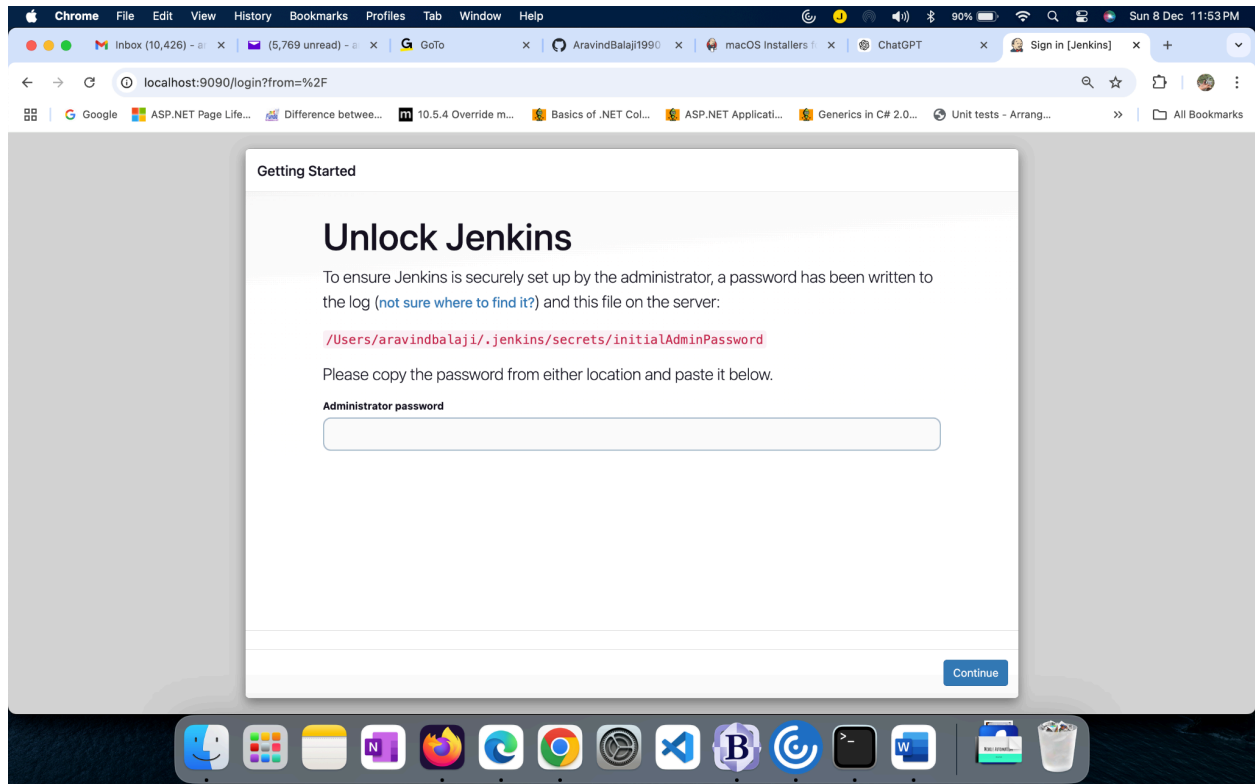 Chrome File Edit View History Bookmarks Profiles Tab Window Help 90% Sun 8 Dec 11:53 PM
Inbox (10,426) - a (5,769 unread) - a GoTo AravindBalaji1990 macOS Installers ChatGPT Sign in [Jenkins]
localhost:9090/login?from=%2F
Google ASP.NET Page Life... Difference betwee... 10.5.4 Override m... Basics of .NET Col... ASP.NET Applicati... Generics in C# 2.0... Unit tests - Arrang... All Bookmarks
Getting Started
Unlock Jenkins
To ensure Jenkins is securely set up by the administrator, a password has been written to
the log (not sure where to find it?) and this file on the server:
/Users/aravindbalaji/.jenkins/secrets/initialAdminPassword
Please copy the password from either location and paste it below.
Administrator password
Continue